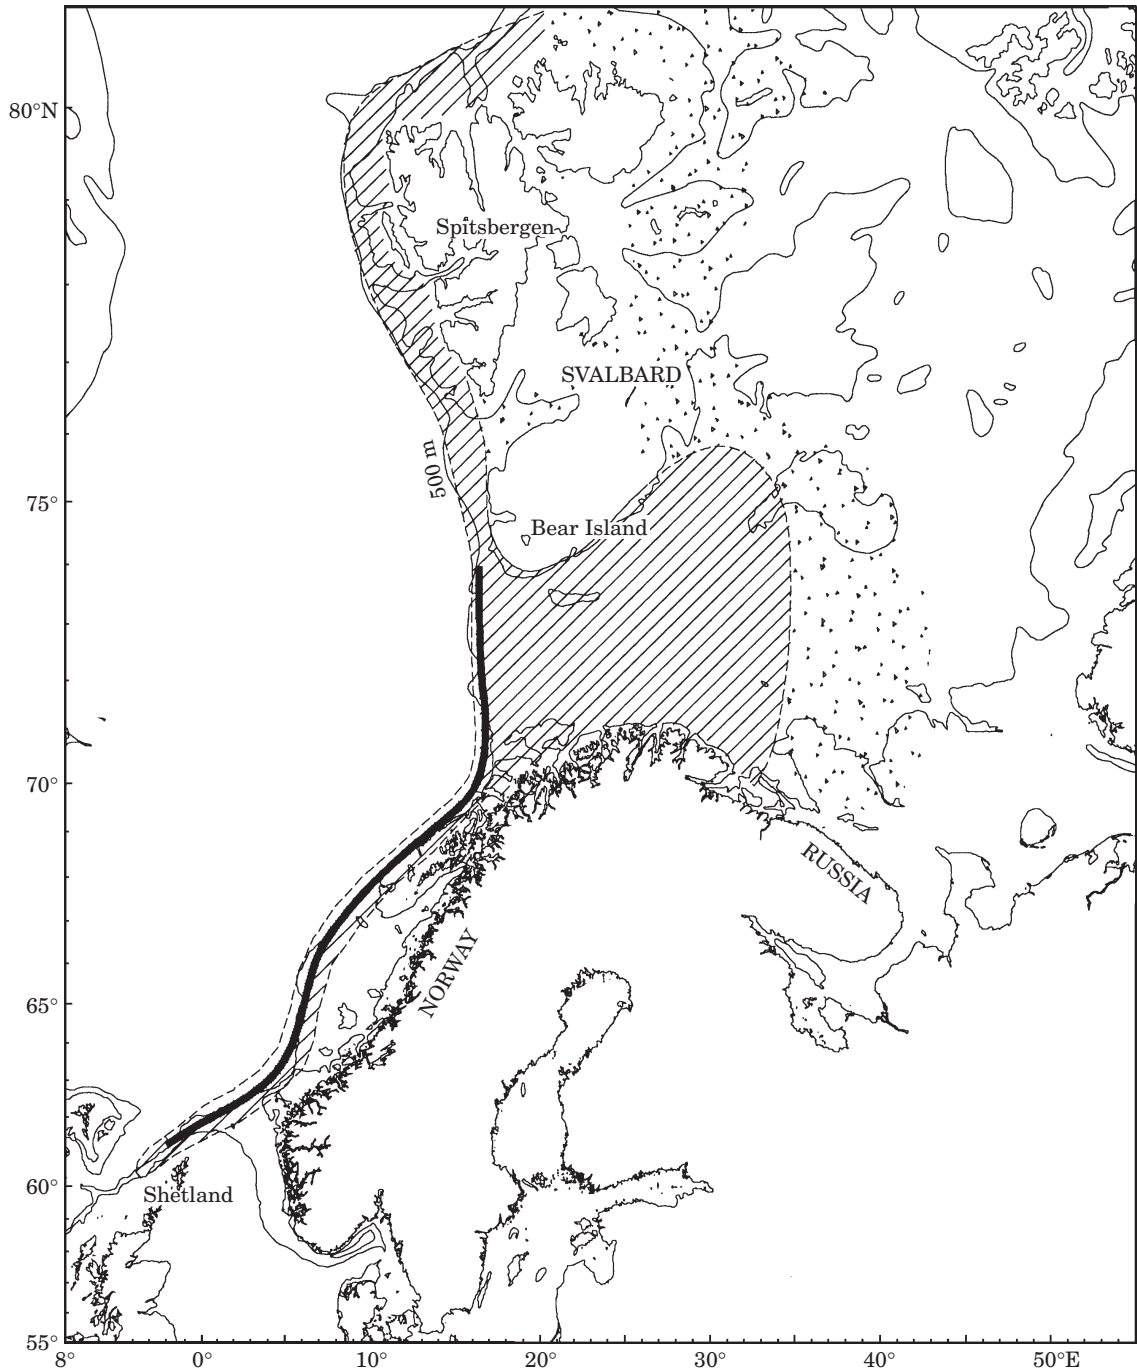 80°N
Spitsbergen
SVALBARD
500 m
75°
Bear Island
70°
RUSSIA
NORWAY
65°
60°
Shetland
55°
8° 0° 10° 20° 30° 40° 50°E